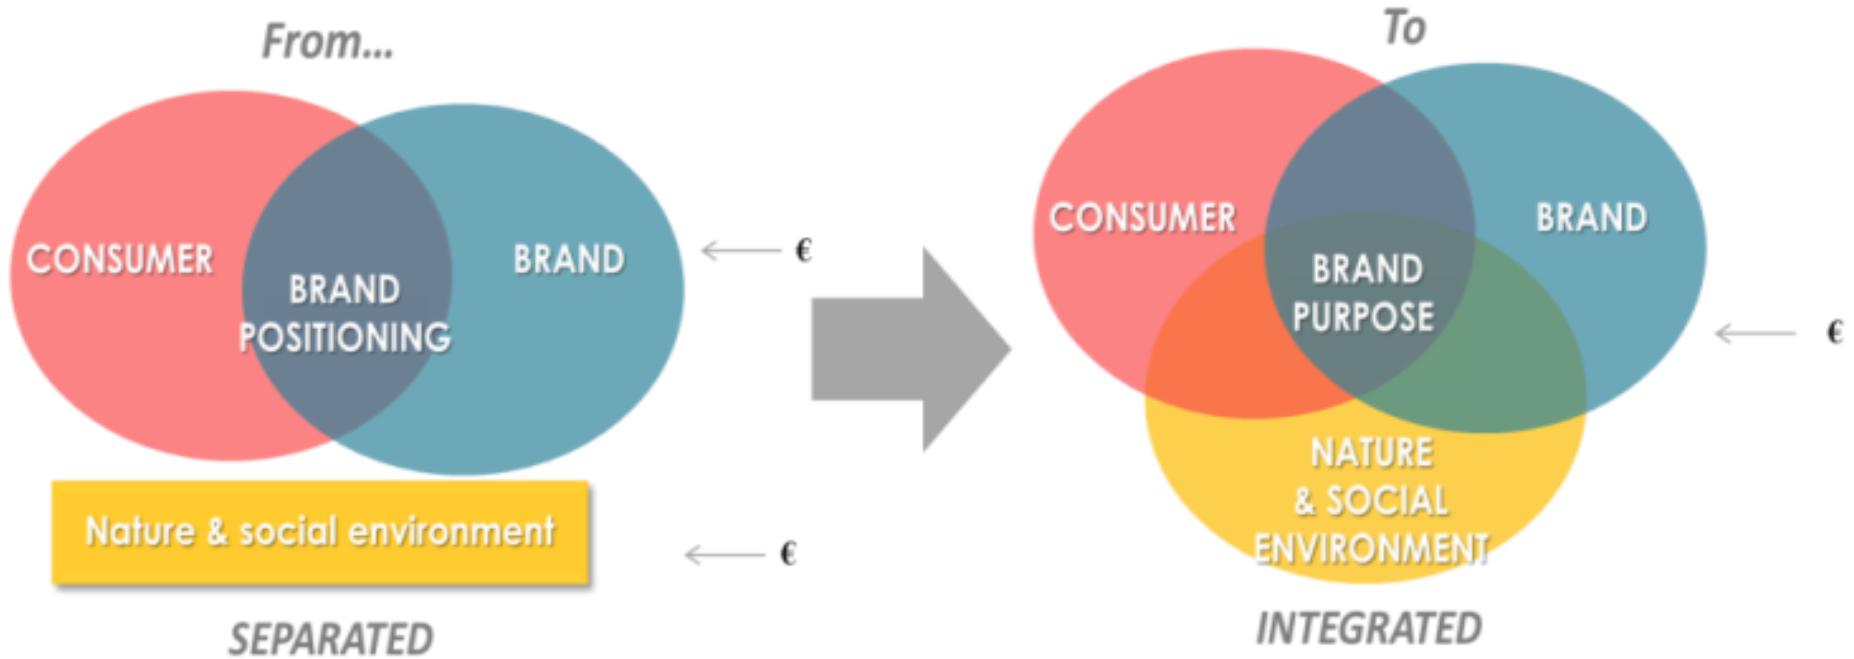 From...
CONSUMER
BRAND
BRAND
POSITIONING
€
Nature & social environment
€
SEPARATED
To
CONSUMER
BRAND
BRAND
PURPOSE
€
NATURE
& SOCIAL
ENVIRONMENT
INTEGRATED